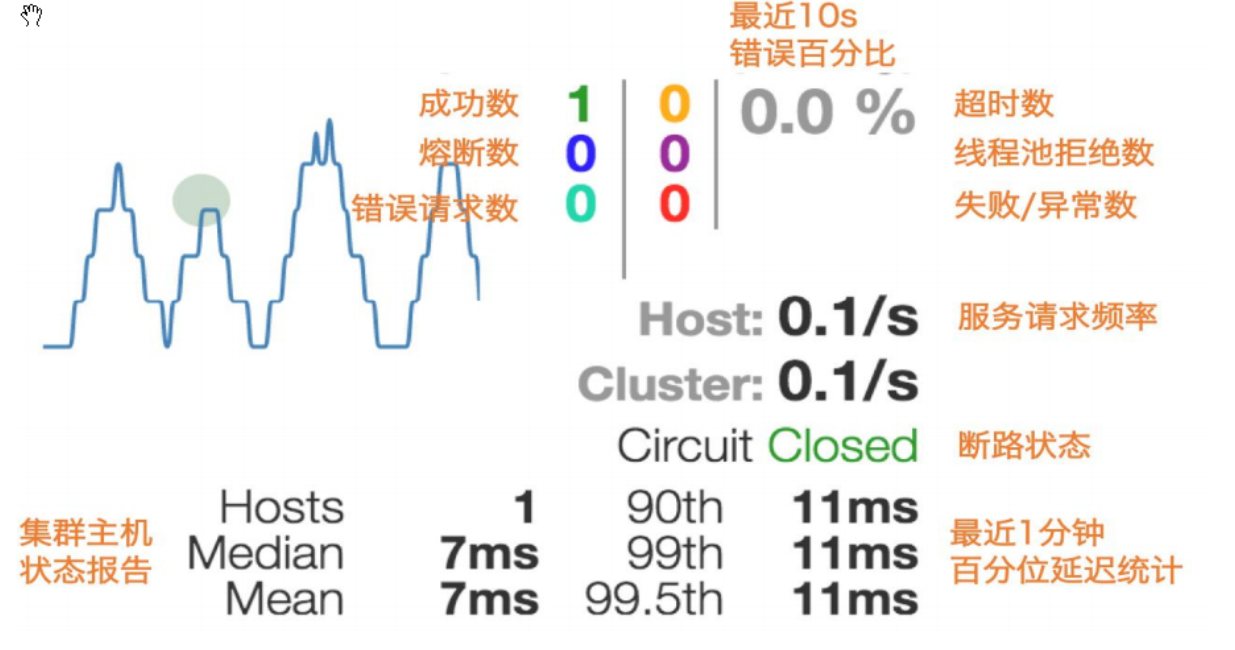 最近10s
错误百分比
成功数 1 0 0.0 % 超时数
熔断数 0 0 线程池拒绝数
错误请求数 0 0 失败/异常数
Host: 0.1/s 服务请求频率
Cluster: 0.1/s
Circuit Closed 断路状态
集群主机
状态报告
Hosts 1 90th 11ms
Median 7ms 99th 11ms
Mean 7ms 99.5th 11ms
最近1分钟
百分位延迟统计